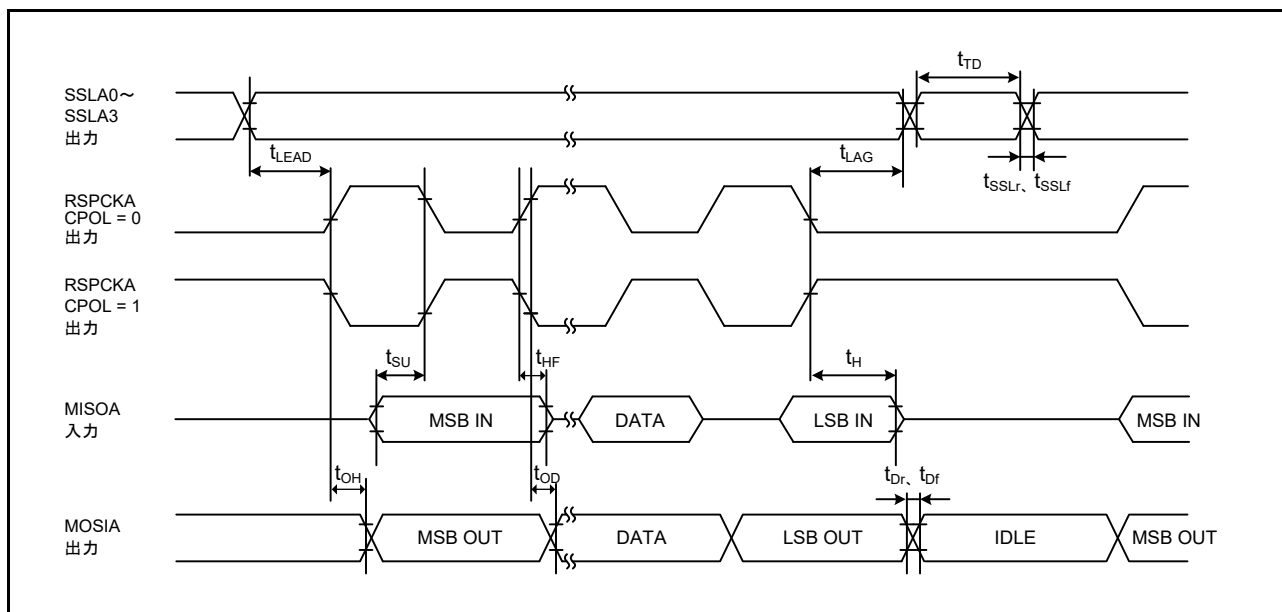 SSLA0～
SSLA3
出力
tTD
tLEAD
tLAG
tSSLr、tSSLf
RSPCKA
CPOL = 0
出力
RSPCKA
CPOL = 1
出力
tSU
tHF
tH
MISOA
入力
MSB IN
DATA
LSB IN
MSB IN
tOH
tOD
tDr、tDf
MOSIA
出力
MSB OUT
DATA
LSB OUT
IDLE
MSB OUT